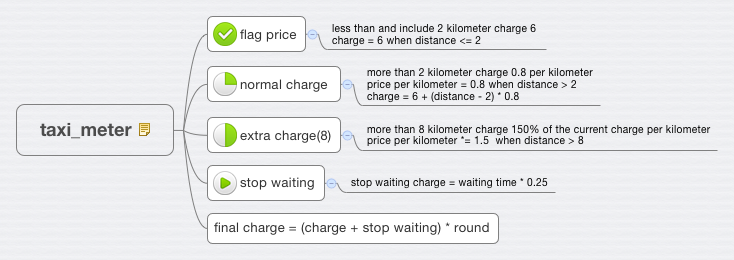 taxi_meter
flag price
less than and include 2 kilometer charge 6
charge = 6 when distance <= 2
normal charge
more than 2 kilometer charge 0.8 per kilometer
price per kilometer = 0.8 when distance > 2
charge = 6 + (distance - 2) * 0.8
extra charge(8)
more than 8 kilometer charge 150% of the current charge per kilometer
price per kilometer *= 1.5  when distance > 8
stop waiting
stop waiting charge = waiting time * 0.25
final charge = (charge + stop waiting) * round